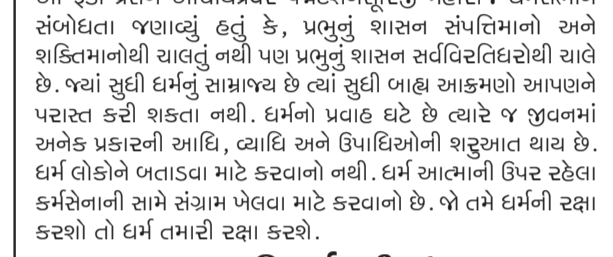 સંબોધતા જણાવ્યું હતું કે, પ્રભુનું શાસન સંપત્તિમાનો અને
શક્તિમાનોથી ચાલતું નથી પણ પ્રભુનું શાસન સર્વવિરતિધરોથી ચાલે
છે. જ્યાં સુધી ધર્મનું સામ્રાજ્ય છે ત્યાં સુધી બાહ્ય આક્રમણો આપણને
પરાસ્ત કરી શકતા નથી. ધર્મનો પ્રવાહ ઘટે છે ત્યારે જ જીવનમાં
અનેક પ્રકારની આધિ, વ્યાધિ અને ઉપાધિઓની શરુઆત થાય છે.
ધર્મ લોકોને બતાડવા માટે કરવાનો નથી. ધર્મ આત્માની ઉપર રહેલા
કર્મસેનાની સામે સંગ્રામ ખેલવા માટે કરવાનો છે. જો તમે ધર્મની રક્ષા
કરશો તો ધર્મ તમારી રક્ષા કરશે.